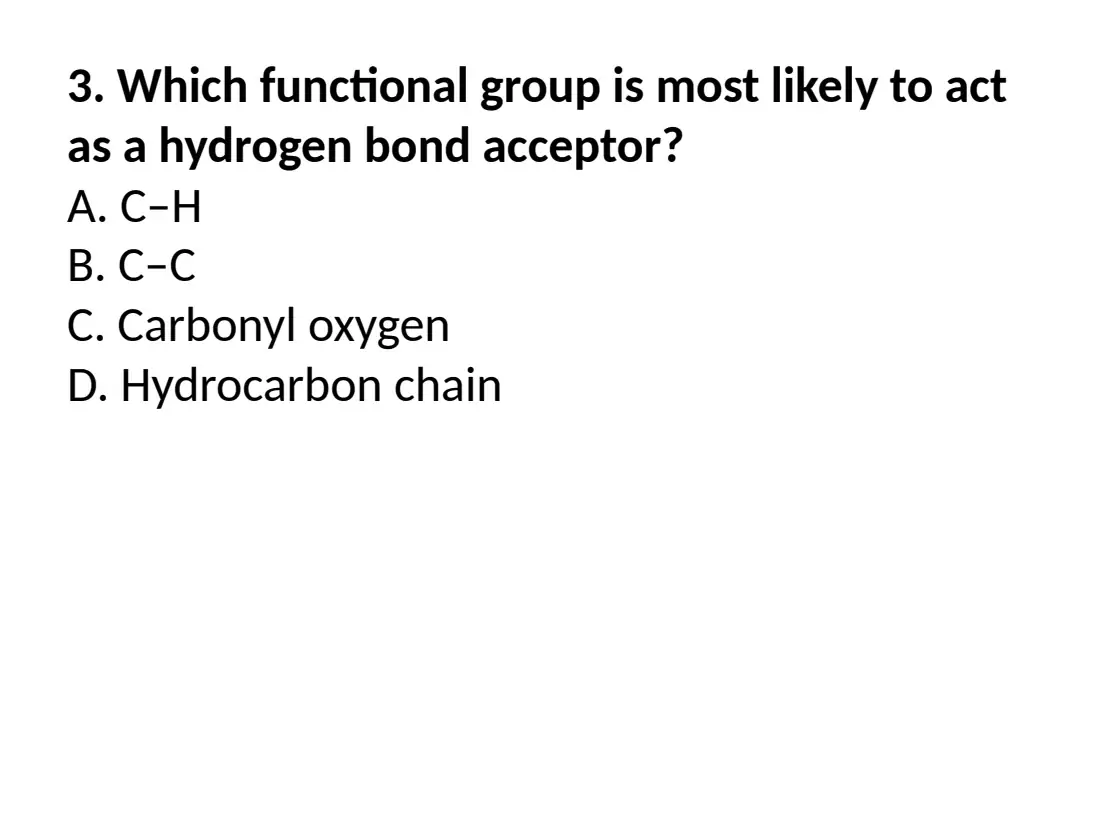 3. Which functional group is most likely to act
as a hydrogen bond acceptor?
A. C–H
B. C–C
C. Carbonyl oxygen
D. Hydrocarbon chain